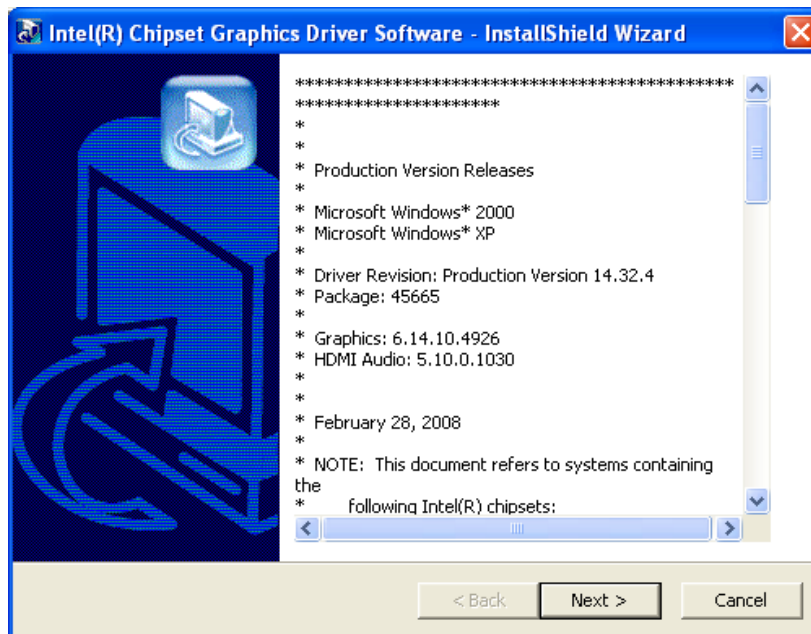 Intel(R) Chipset Graphics Driver Software - InstallShield Wizard
*********************************************
*********************
*
*
* Production Version Releases
*
* Microsoft Windows* 2000
* Microsoft Windows* XP
*
* Driver Revision: Production Version 14.32.4
* Package: 45665
*
* Graphics: 6.14.10.4926
* HDMI Audio: 5.10.0.1030
*
*
* February 28, 2008
*
* NOTE:  This document refers to systems containing
the
*       following Intel(R) chipsets:
< Back
Next >
Cancel